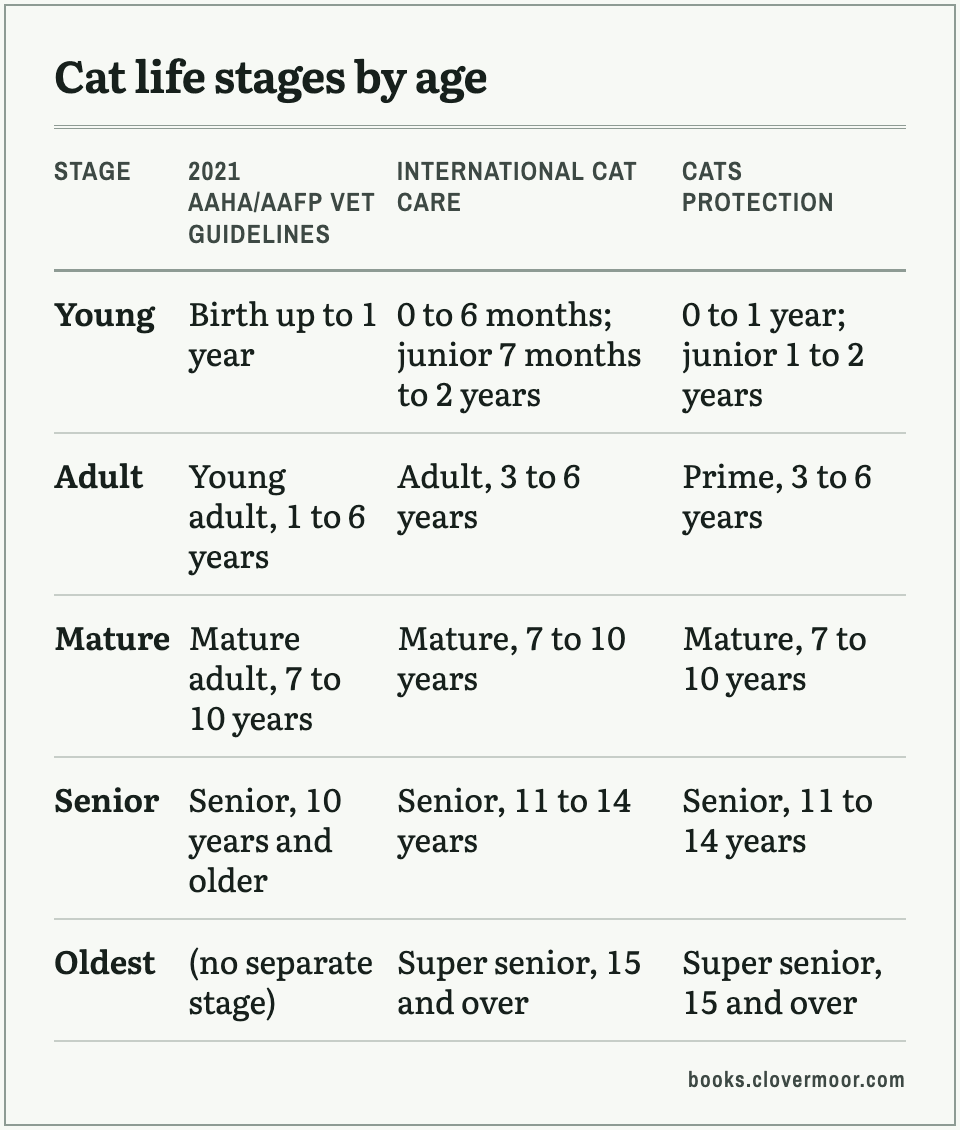 Cat life stages by age
STAGE
2021
AAHA/AAFP VET
GUIDELINES
INTERNATIONAL CAT
CARE
CATS
PROTECTION
Young
Birth up to 1
year
0 to 6 months;
junior 7 months
to 2 years
0 to 1 year;
junior 1 to 2
years
Adult
Young
adult, 1 to 6
years
Adult, 3 to 6
years
Prime, 3 to 6
years
Mature
Mature
adult, 7 to
10 years
Mature, 7 to 10
years
Mature, 7 to
10 years
Senior
Senior, 10
years and
older
Senior, 11 to 14
years
Senior, 11 to
14 years
Oldest
(no separate
stage)
Super senior, 15
and over
Super senior,
15 and over
books.clovermoor.com